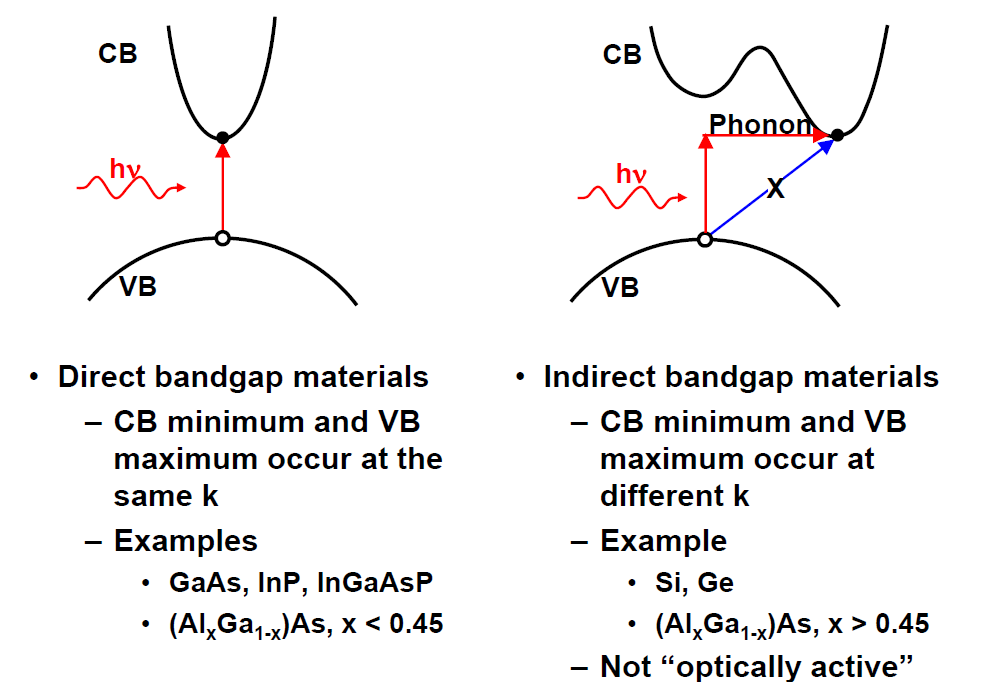 CB
hν
VB
CB
Phonon
hν
X
VB
• Direct bandgap materials
– CB minimum and VB
maximum occur at the
same k
– Examples
• GaAs, InP, InGaAsP
• (AlxGa1-x)As, x < 0.45
• Indirect bandgap materials
– CB minimum and VB
maximum occur at
different k
– Example
• Si, Ge
• (AlxGa1-x)As, x > 0.45
– Not “optically active”